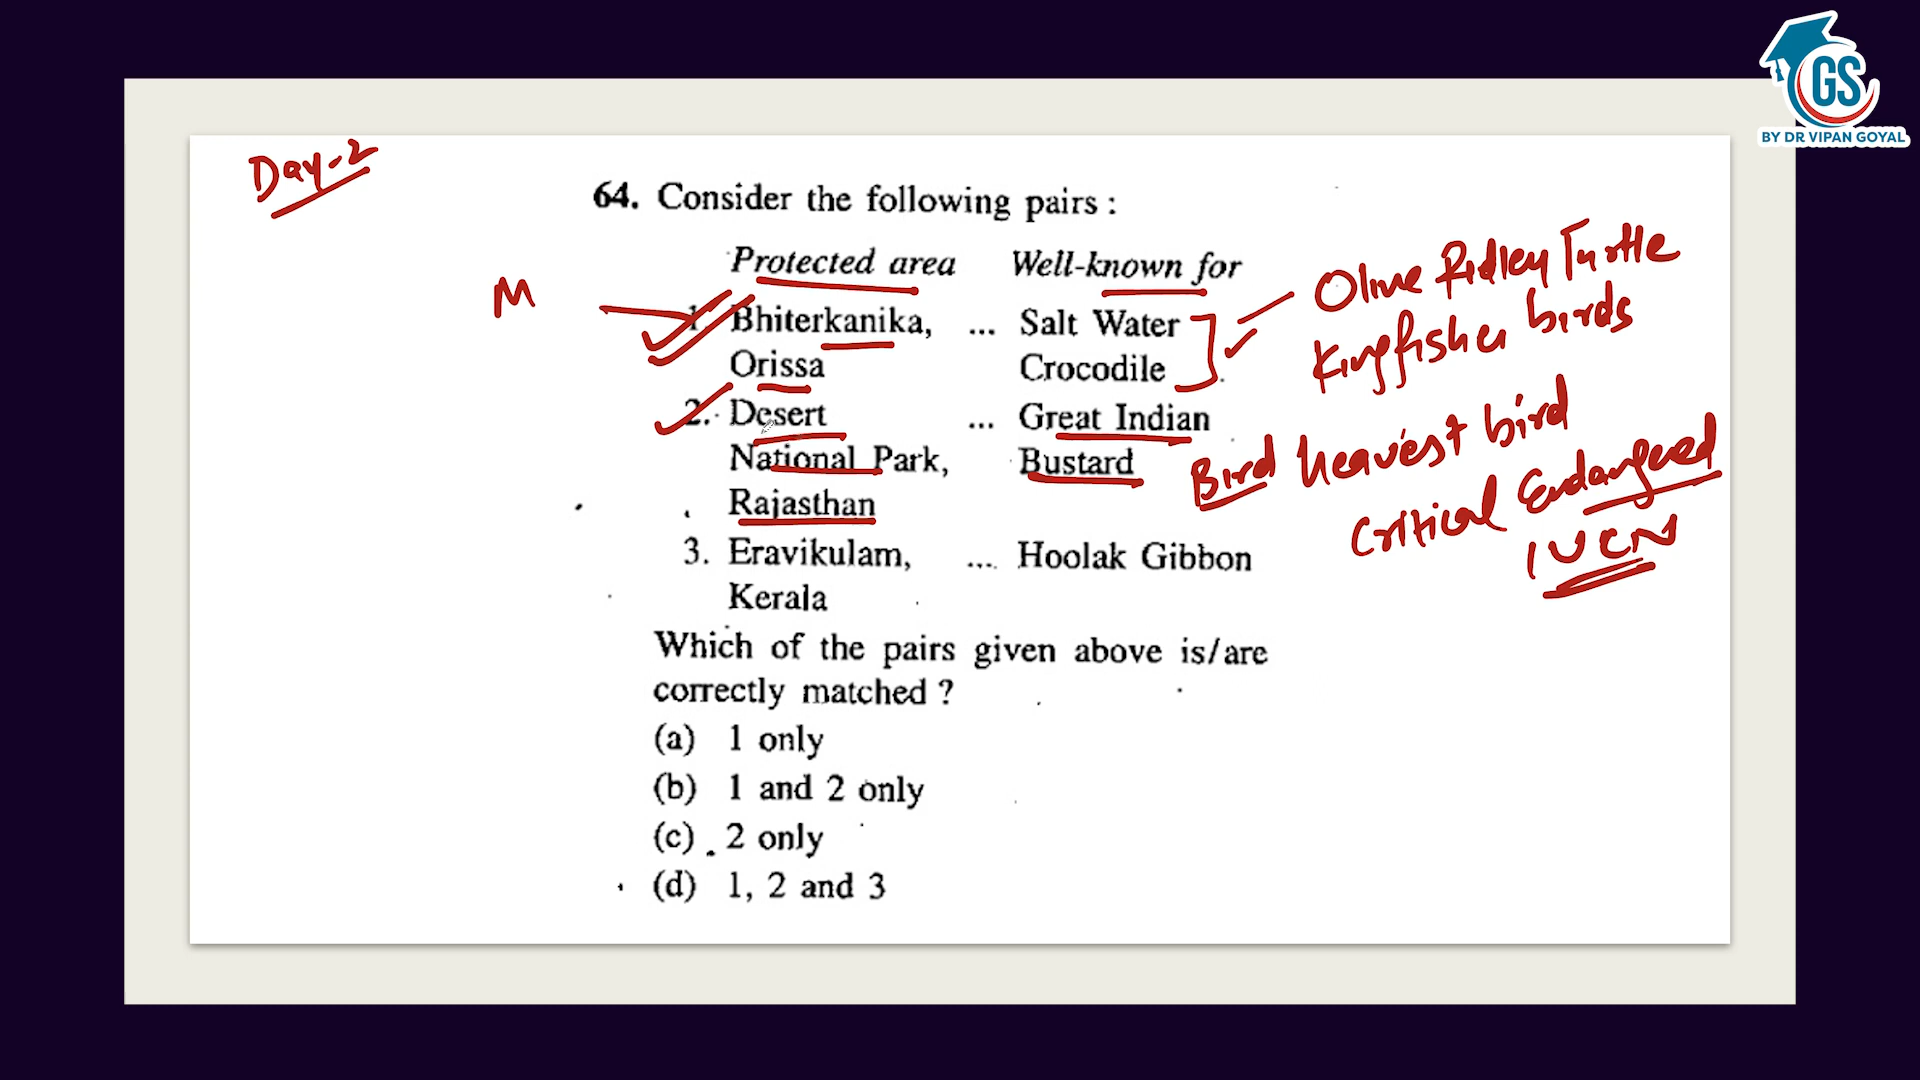 GS
BY DR VIPAN GOYAL
Day-2
64. Consider the following pairs :
Protected area Well-known for
M
1. Bhiterkanika, ... Salt Water
Orissa Crocodile
Olive Ridley Turtle
Kingfisher birds
2. Desert ... Great Indian
National Park, Bustard
Rajasthan
Bird heaviest bird
Critical Endangered
IUCN
3. Eravikulam, ... Hoolak Gibbon
Kerala
Which of the pairs given above is/are
correctly matched ?
(a) 1 only
(b) 1 and 2 only
(c) 2 only
(d) 1, 2 and 3